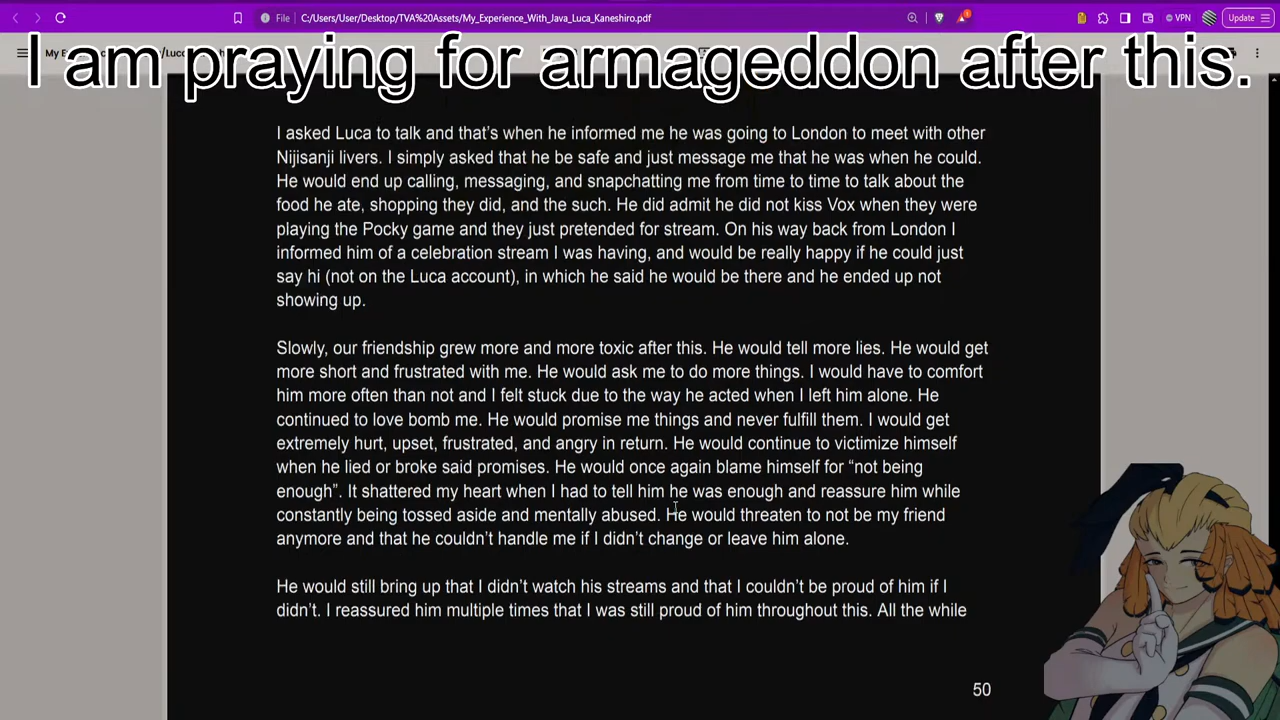 File
C:/Users/User/Desktop/TVA%20Assets/My_Experience_With_Java_Luca_Kaneshiro.pdf
VPN
Update
I am praying for armageddon after this.
I asked Luca to talk and that's when he informed me he was going to London to meet with other
Nijisanji livers. I simply asked that he be safe and just message me that he was when he could.
He would end up calling, messaging, and snapchatting me from time to time to talk about the
food he ate, shopping they did, and the such. He did admit he did not kiss Vox when they were
playing the Pocky game and they just pretended for stream. On his way back from London I
informed him of a celebration stream I was having, and would be really happy if he could just
say hi (not on the Luca account), in which he said he would be there and he ended up not
showing up.
Slowly, our friendship grew more and more toxic after this. He would tell more lies. He would get
more short and frustrated with me. He would ask me to do more things. I would have to comfort
him more often than not and I felt stuck due to the way he acted when I left him alone. He
continued to love bomb me. He would promise me things and never fulfill them. I would get
extremely hurt, upset, frustrated, and angry in return. He would continue to victimize himself
when he lied or broke said promises. He would once again blame himself for “not being
enough”. It shattered my heart when I had to tell him he was enough and reassure him while
constantly being tossed aside and mentally abused. He would threaten to not be my friend
anymore and that he couldn't handle me if I didn't change or leave him alone.
He would still bring up that I didn't watch his streams and that I couldn't be proud of him if I
didn't. I reassured him multiple times that I was still proud of him throughout this. All the while
50